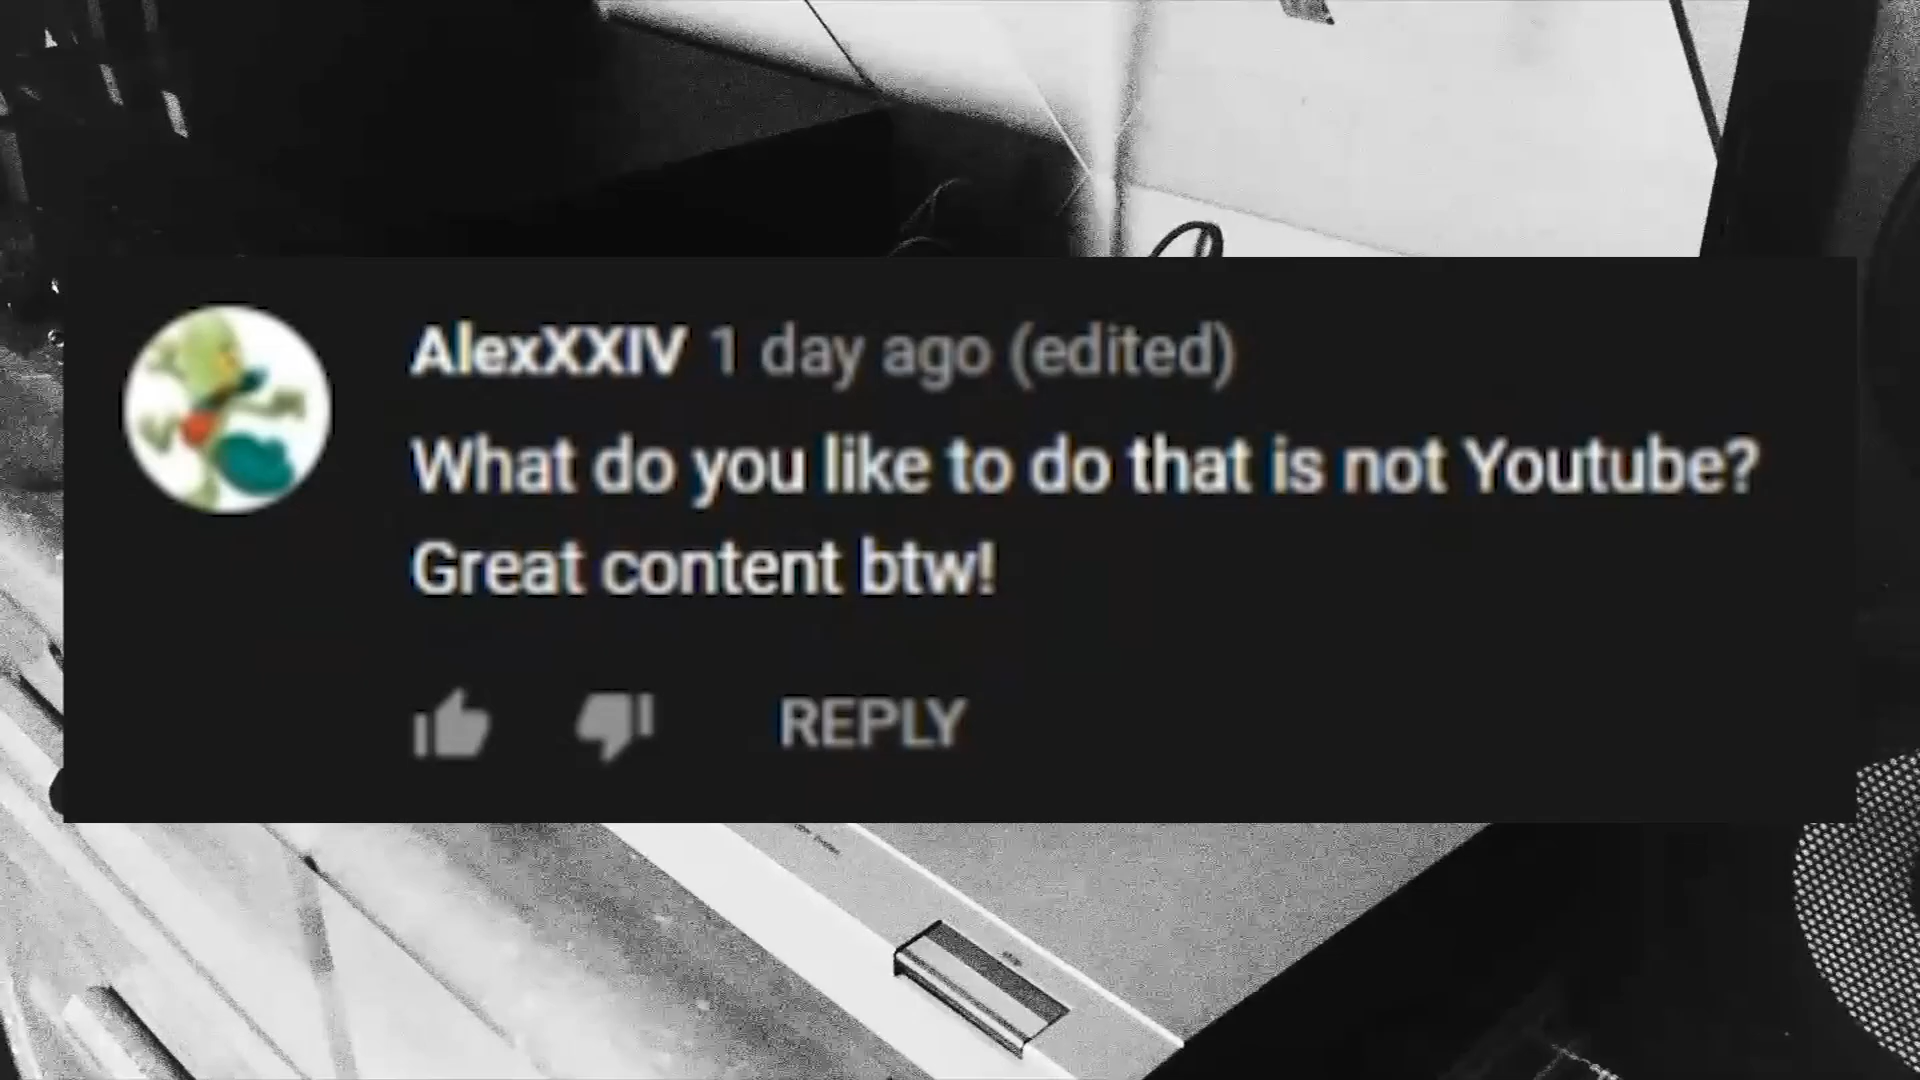 AlexXXIV 1 day ago (edited)
What do you like to do that is not Youtube?
Great content btw!
REPLY